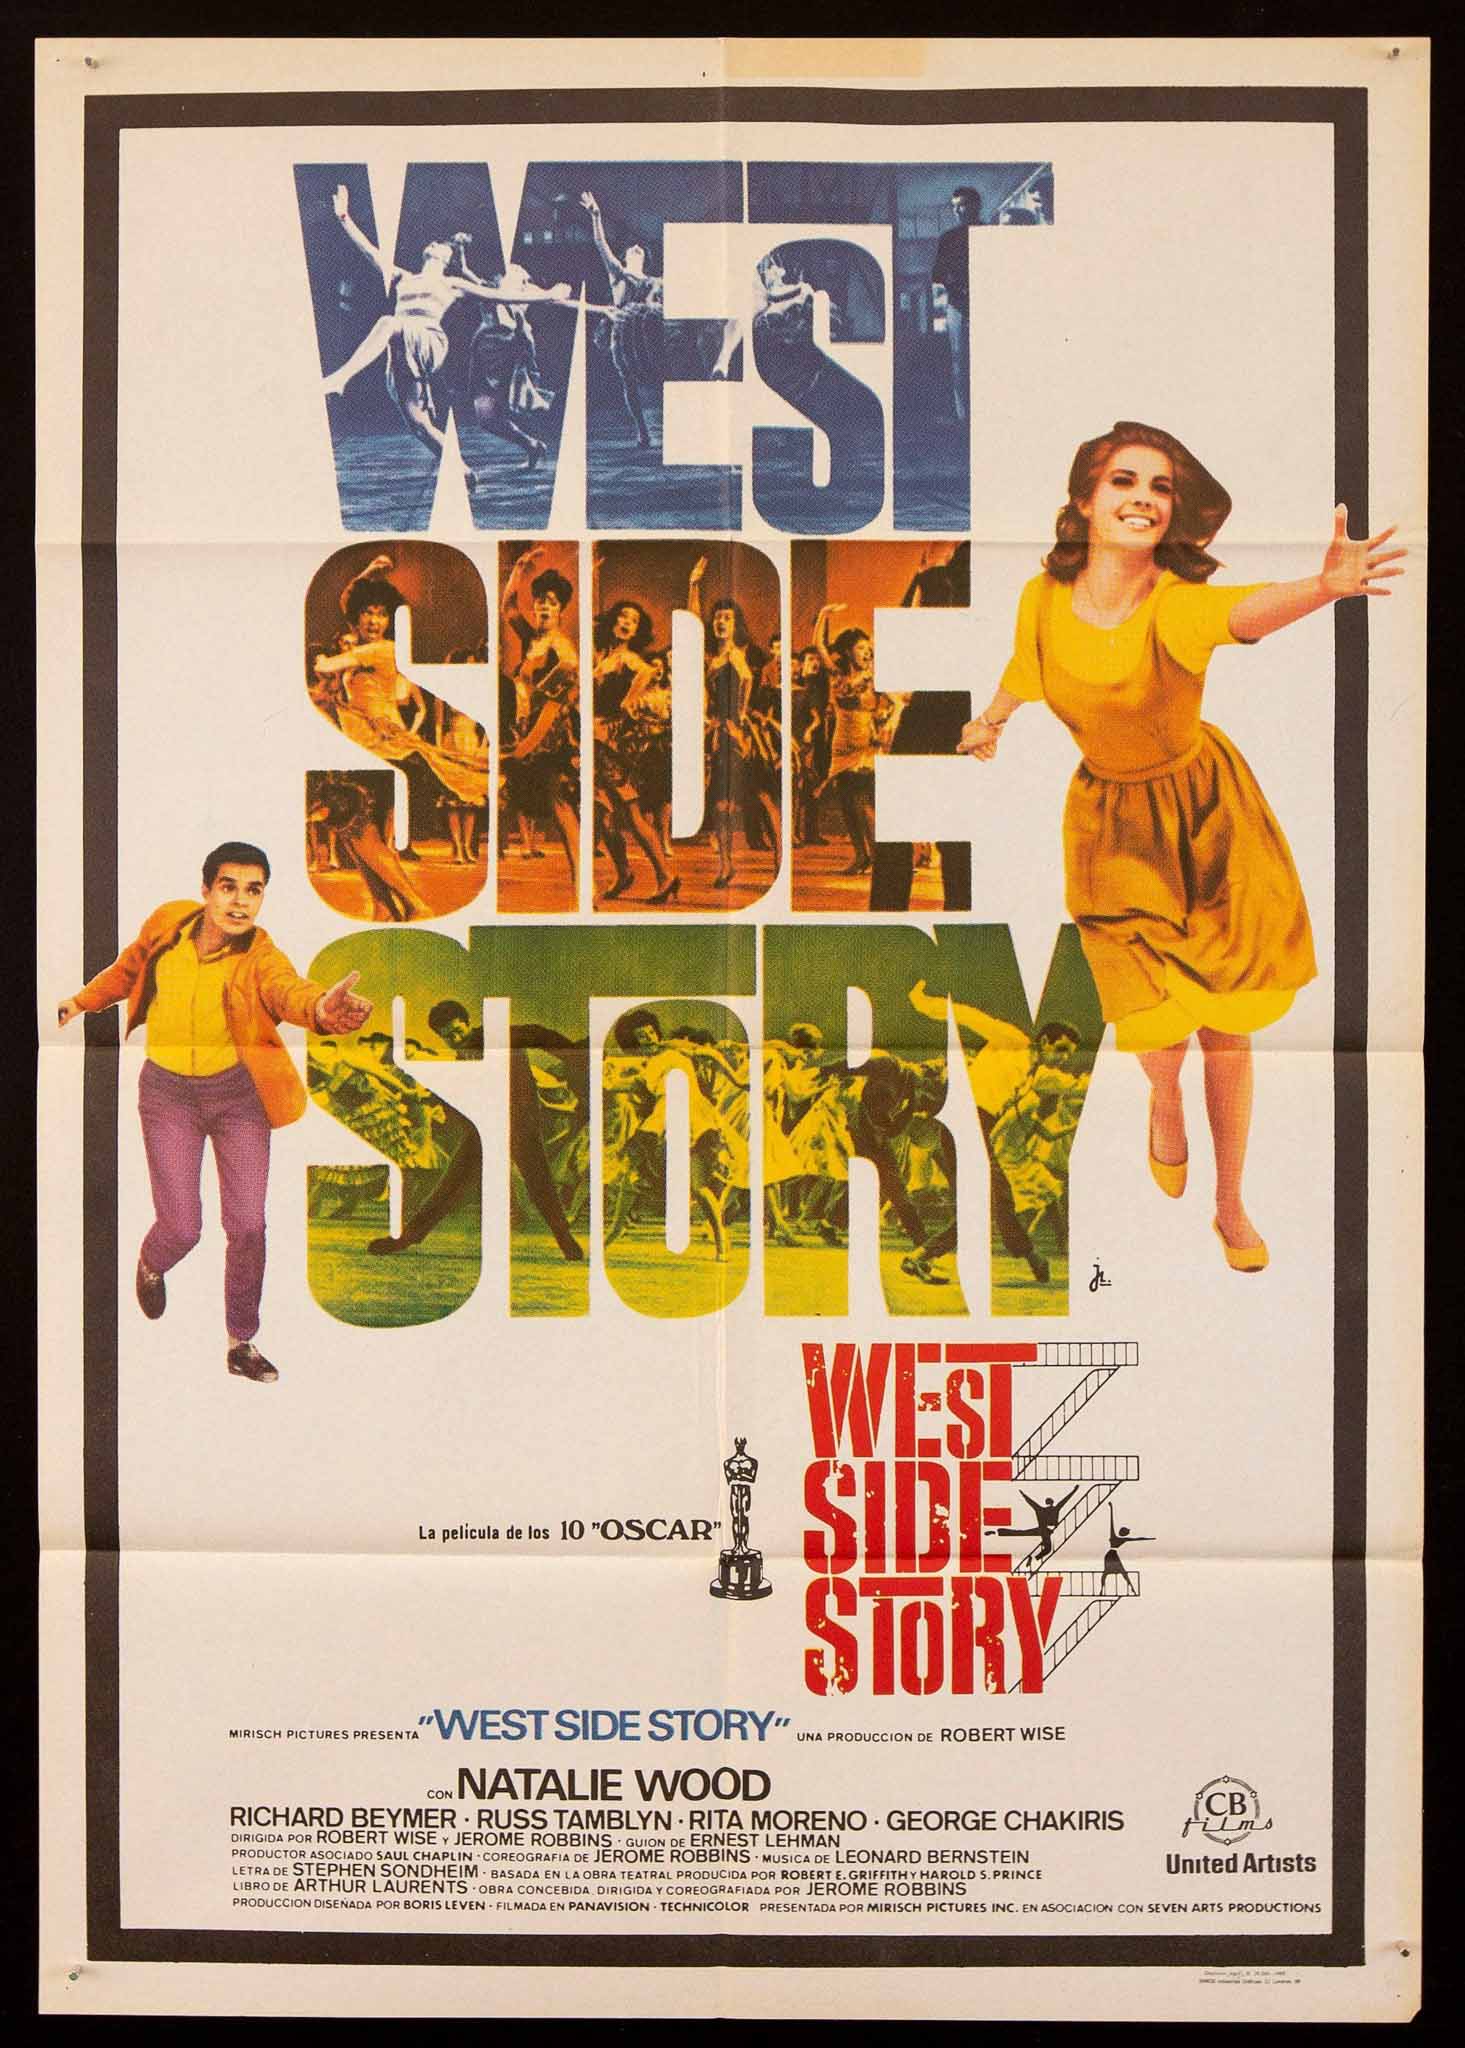 WEST
SIDE
STORY
jr.
WEST
SIDE
STORY
La película de los 10 "OSCAR"
MIRISCH PICTURES PRESENTA "WEST SIDE STORY" UNA PRODUCCION DE ROBERT WISE
CON NATALIE WOOD
RICHARD BEYMER · RUSS TAMBLYN · RITA MORENO · GEORGE CHAKIRIS
DIRIGIDA POR ROBERT WISE Y JEROME ROBBINS · GUION DE ERNEST LEHMAN
PRODUCTOR ASOCIADO SAUL CHAPLIN · COREOGRAFIA DE JEROME ROBBINS · MUSICA DE LEONARD BERNSTEIN
LETRA DE STEPHEN SONDHEIM · BASADA EN LA OBRA TEATRAL PRODUCIDA POR ROBERT E. GRIFFITH Y HAROLD S. PRINCE
LIBRO DE ARTHUR LAURENTS · OBRA CONCEBIDA, DIRIGIDA Y COREOGRAFIADA POR JEROME ROBBINS
PRODUCCION DISEÑADA POR BORIS LEVEN · FILMADA EN PANAVISION · TECHNICOLOR PRESENTADA POR MIRISCH PICTURES INC. EN ASOCIACION CON SEVEN ARTS PRODUCTIONS
CB
films
United Artists